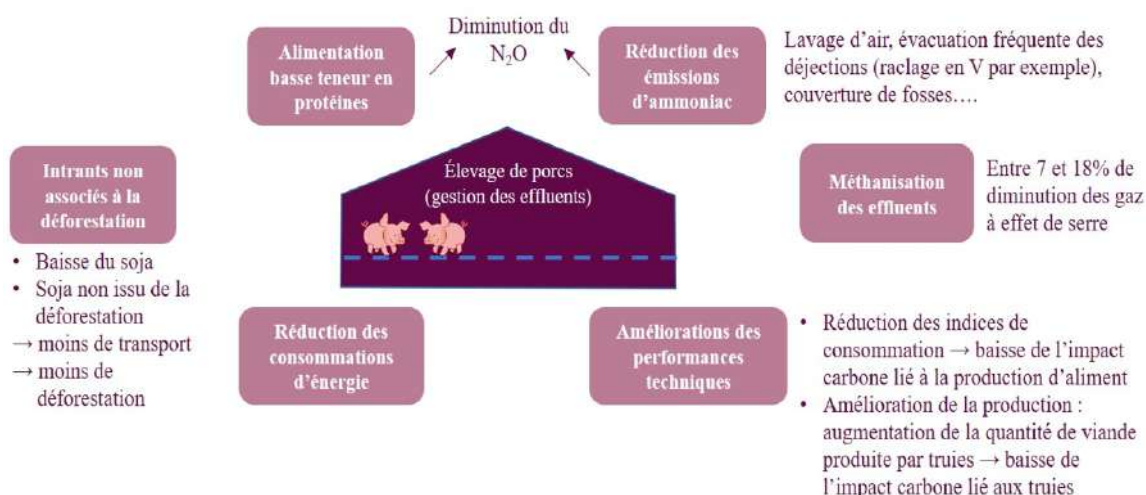 Alimentation
basse teneur en
protéines
Diminution du
N₂O
Réduction des
émissions
d'ammoniac
Lavage d'air, évacuation fréquente des
déjections (raclage en V par exemple),
couverture de fosses….
Intrants non
associés à la
déforestation
• Baisse du soja
• Soja non issu de la
déforestation
→ moins de transport
→ moins de
déforestation
Élevage de porcs
(gestion des effluents)
Méthanisation
des effluents
Entre 7 et 18% de
diminution des gaz
à effet de serre
Réduction des
consommations
d'énergie
Améliorations des
performances
techniques
• Réduction des indices de
consommation → baisse de l'impact
carbone lié à la production d'aliment
• Amélioration de la production :
augmentation de la quantité de viande
produite par truies → baisse de
l'impact carbone lié aux truies